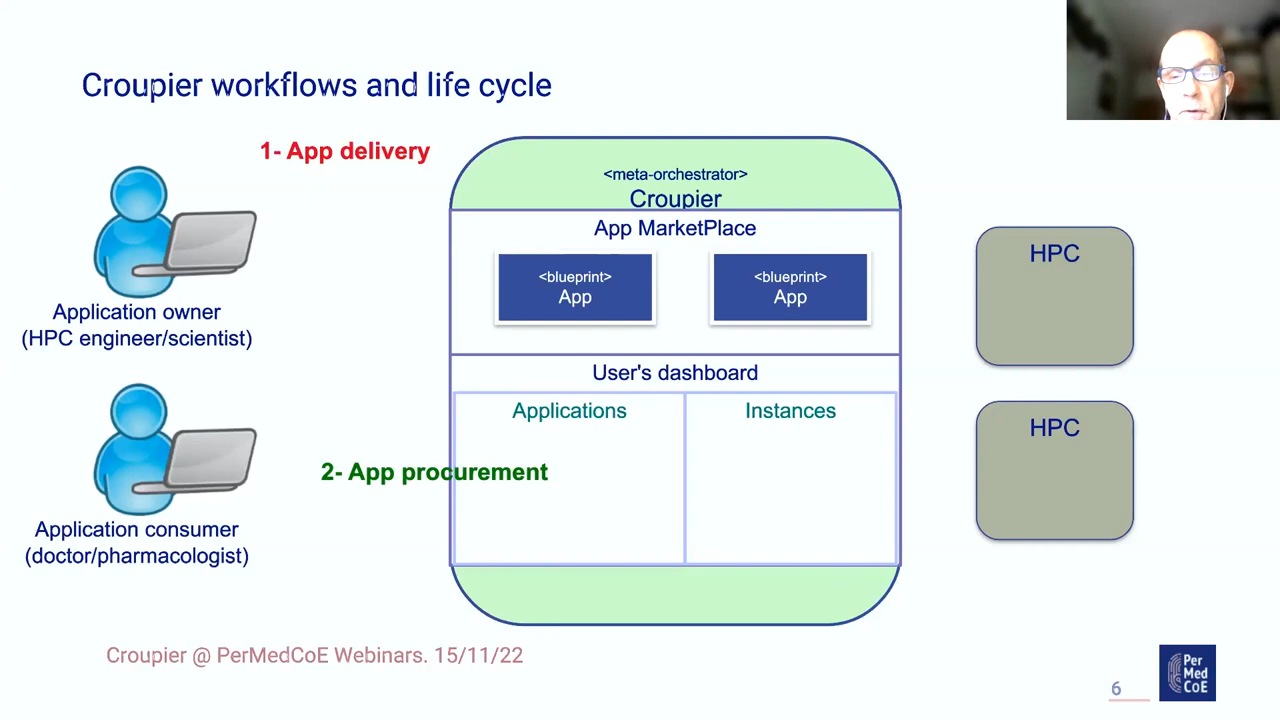 Croupier workflows and life cycle
1- App delivery
<meta-orchestrator>
Croupier
App MarketPlace
<blueprint>
App
<blueprint>
App
HPC
Application owner
(HPC engineer/scientist)
User's dashboard
Applications
Instances
HPC
2- App procurement
Application consumer
(doctor/pharmacologist)
Croupier @ PerMedCoE Webinars. 15/11/22
6
Per
Med
CoE